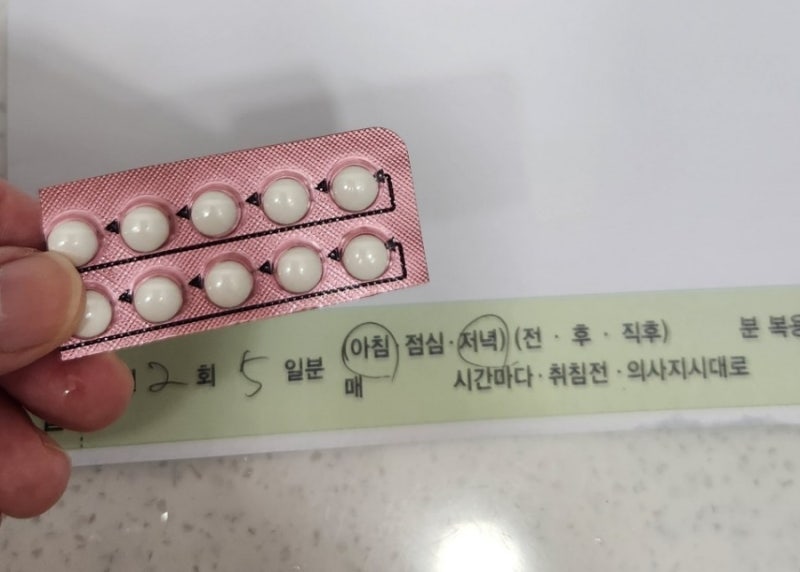 2 회 5 일분 (아침 · 점심 · 저녁) (전 · 후 · 직후) 분 복용
매 시간마다 · 취침전 · 의사지시대로